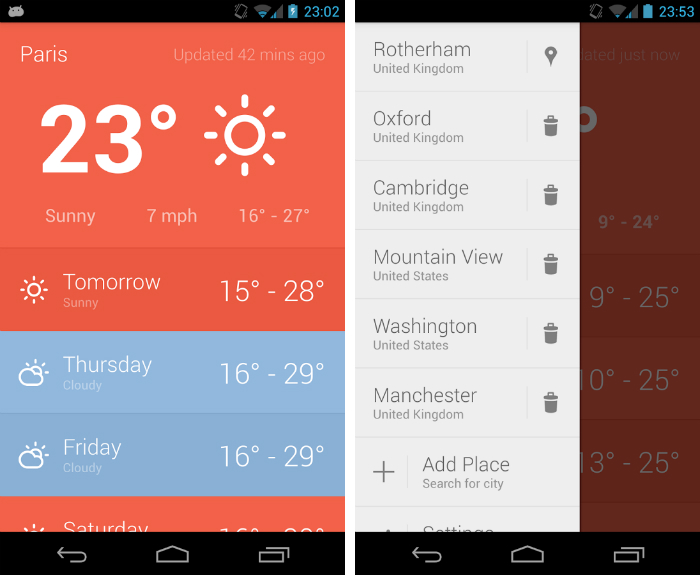 23:02
Paris
Updated 42 mins ago
23°
Sunny
7 mph
16° - 27°
Tomorrow
Sunny
15° - 28°
Thursday
Cloudy
16° - 29°
Friday
Cloudy
16° - 29°
Saturday
23:53
Rotherham
United Kingdom
Oxford
United Kingdom
Cambridge
United Kingdom
Mountain View
United States
Washington
United States
Manchester
United Kingdom
Add Place
Search for city
Settings
just now
9° - 24°
9° - 25°
10° - 25°
13° - 25°